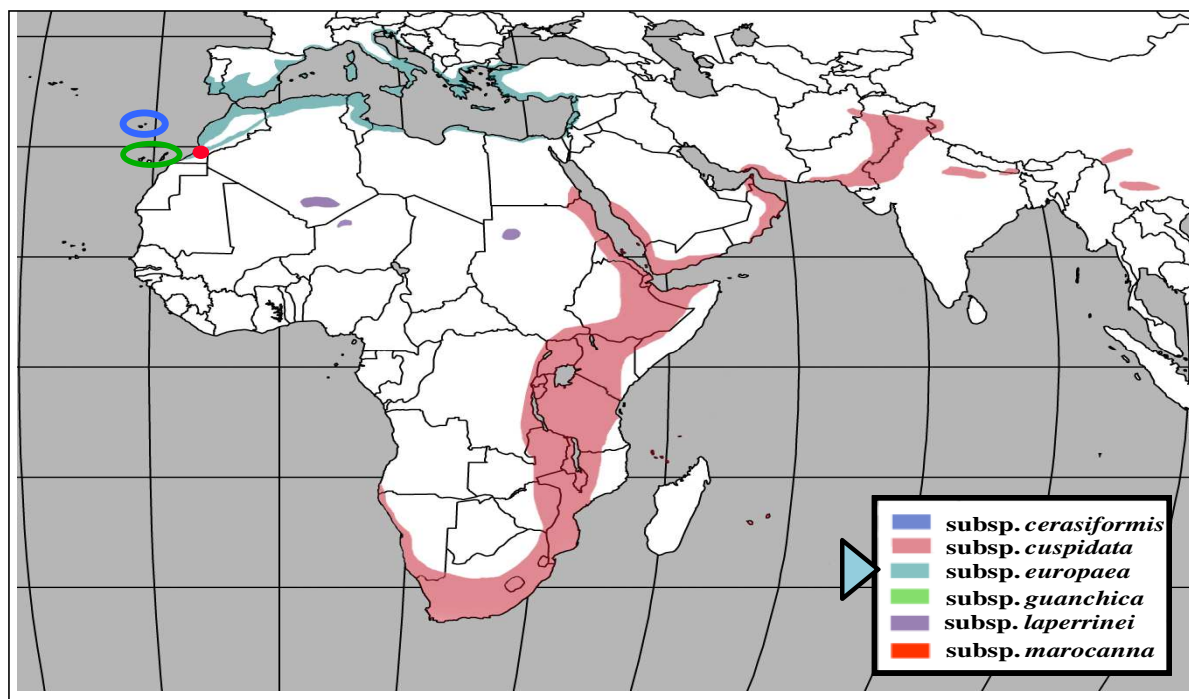 subsp. cerasiformis
subsp. cuspidata
subsp. europaea
subsp. guanchica
subsp. laperrinei
subsp. marocanna